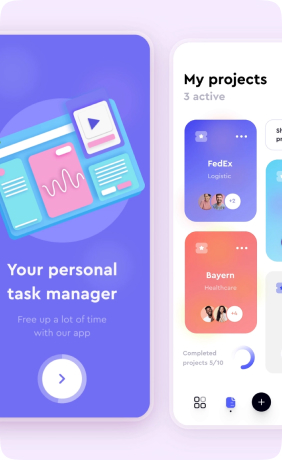 Your personal
task manager
Free up a lot of time
with our app
My projects
3 active
FedEx
Logistic
+2
Bayern
Healthcare
+4
Completed
projects 5/10